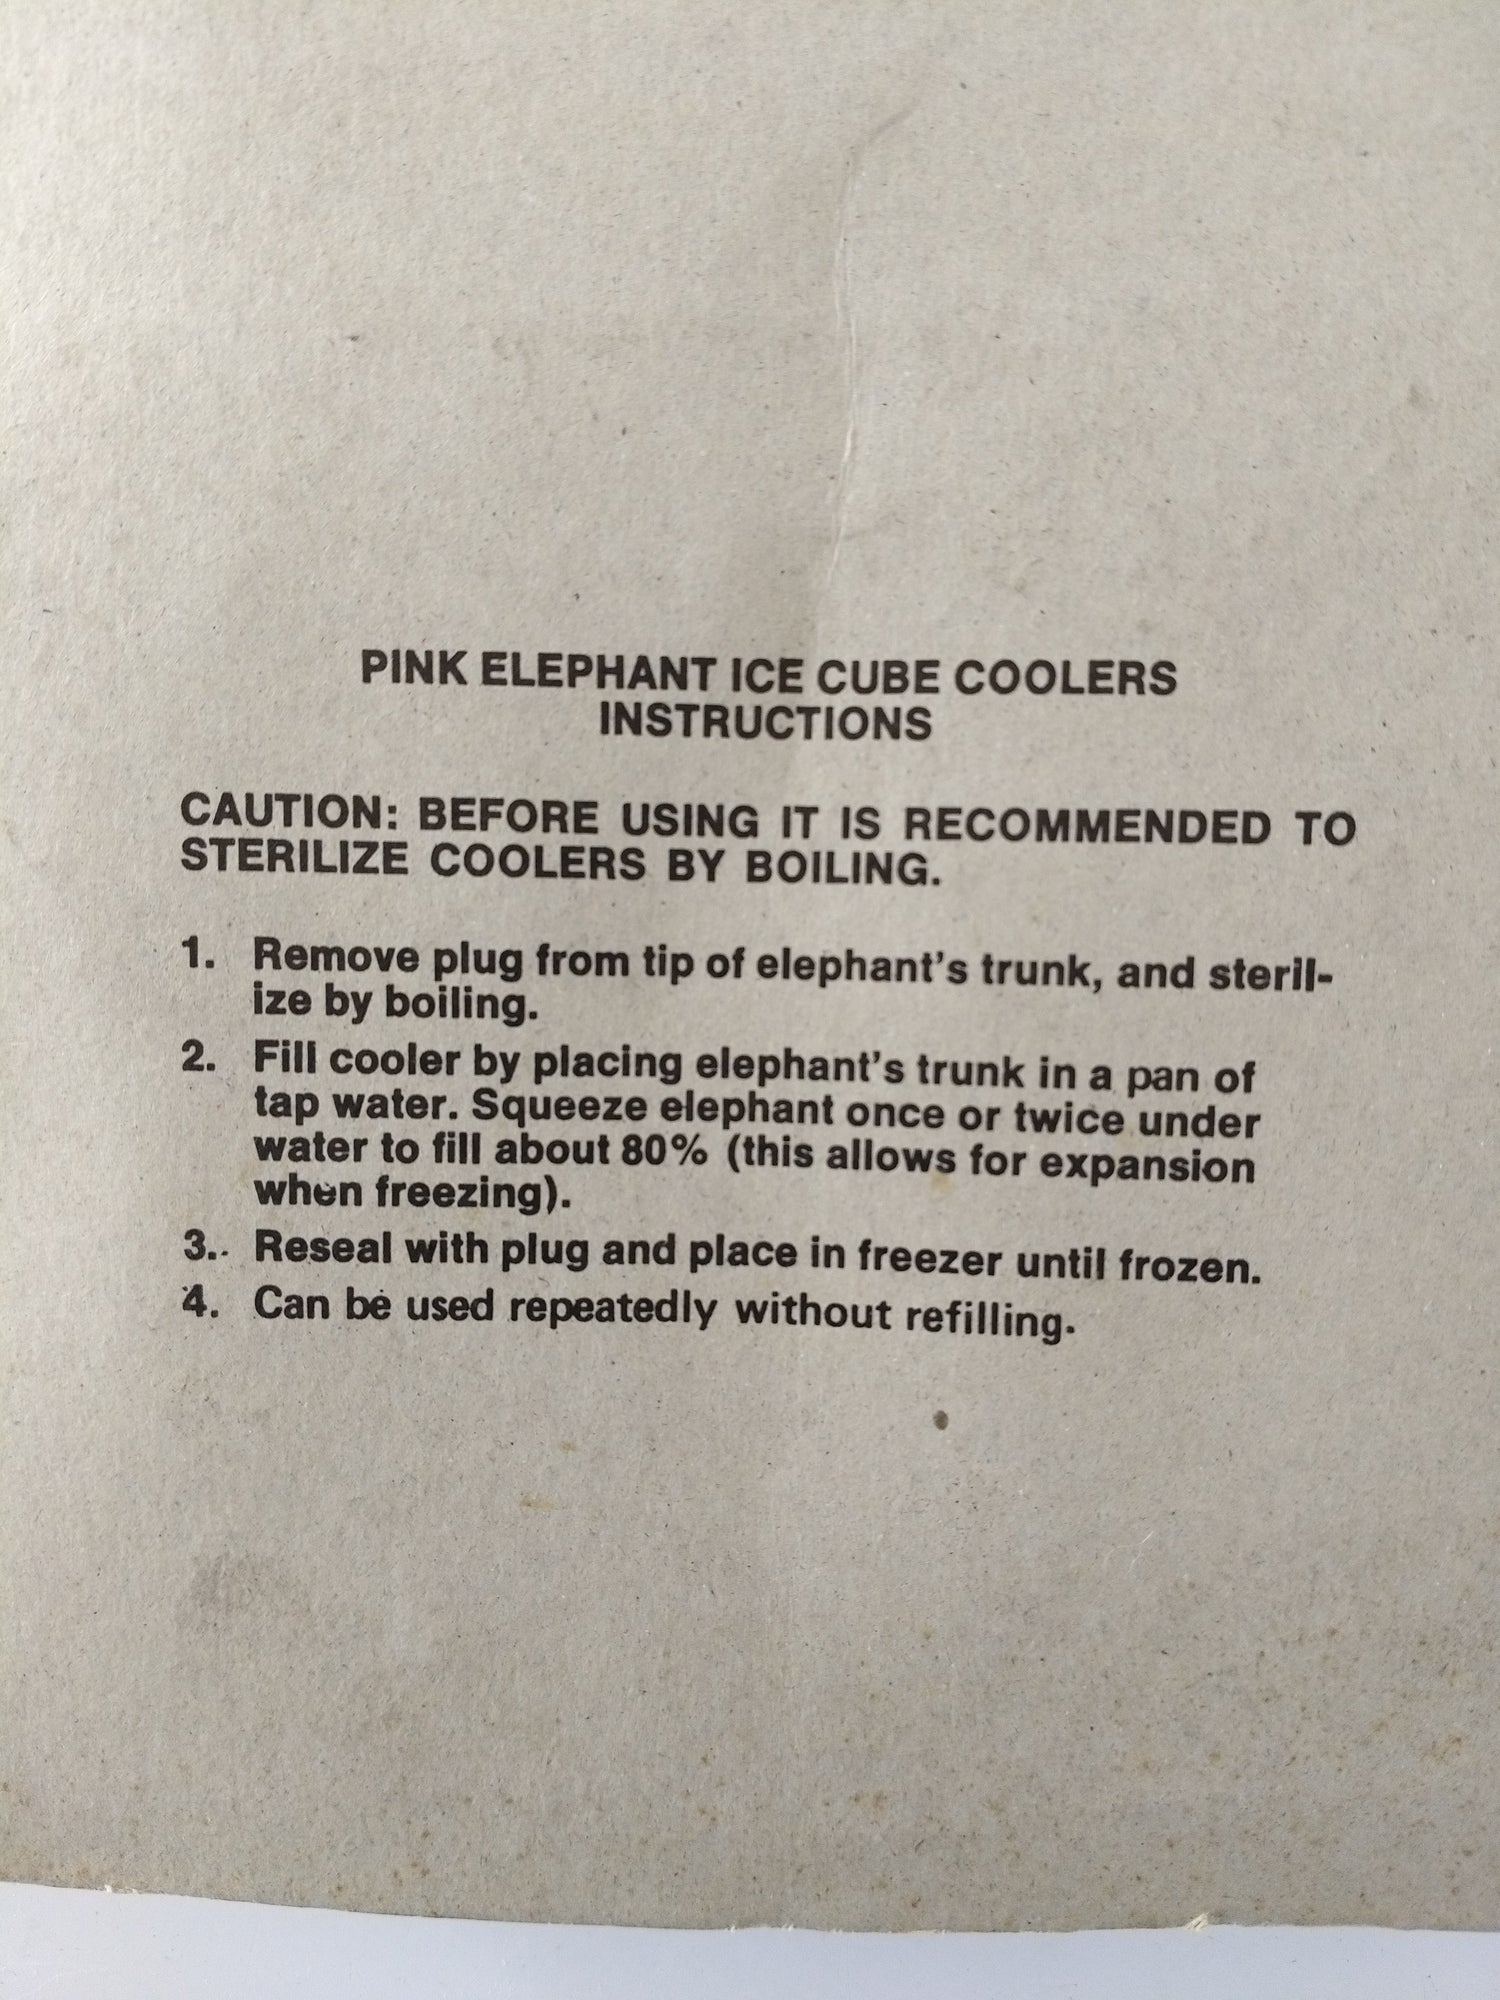 PINK ELEPHANT ICE CUBE COOLERS
INSTRUCTIONS
CAUTION: BEFORE USING IT IS RECOMMENDED TO
STERILIZE COOLERS BY BOILING.
1. Remove plug from tip of elephant's trunk, and steril-
ize by boiling.
2. Fill cooler by placing elephant's trunk in a pan of
tap water. Squeeze elephant once or twice under
water to fill about 80% (this allows for expansion
when freezing).
3. Reseal with plug and place in freezer until frozen.
4. Can be used repeatedly without refilling.